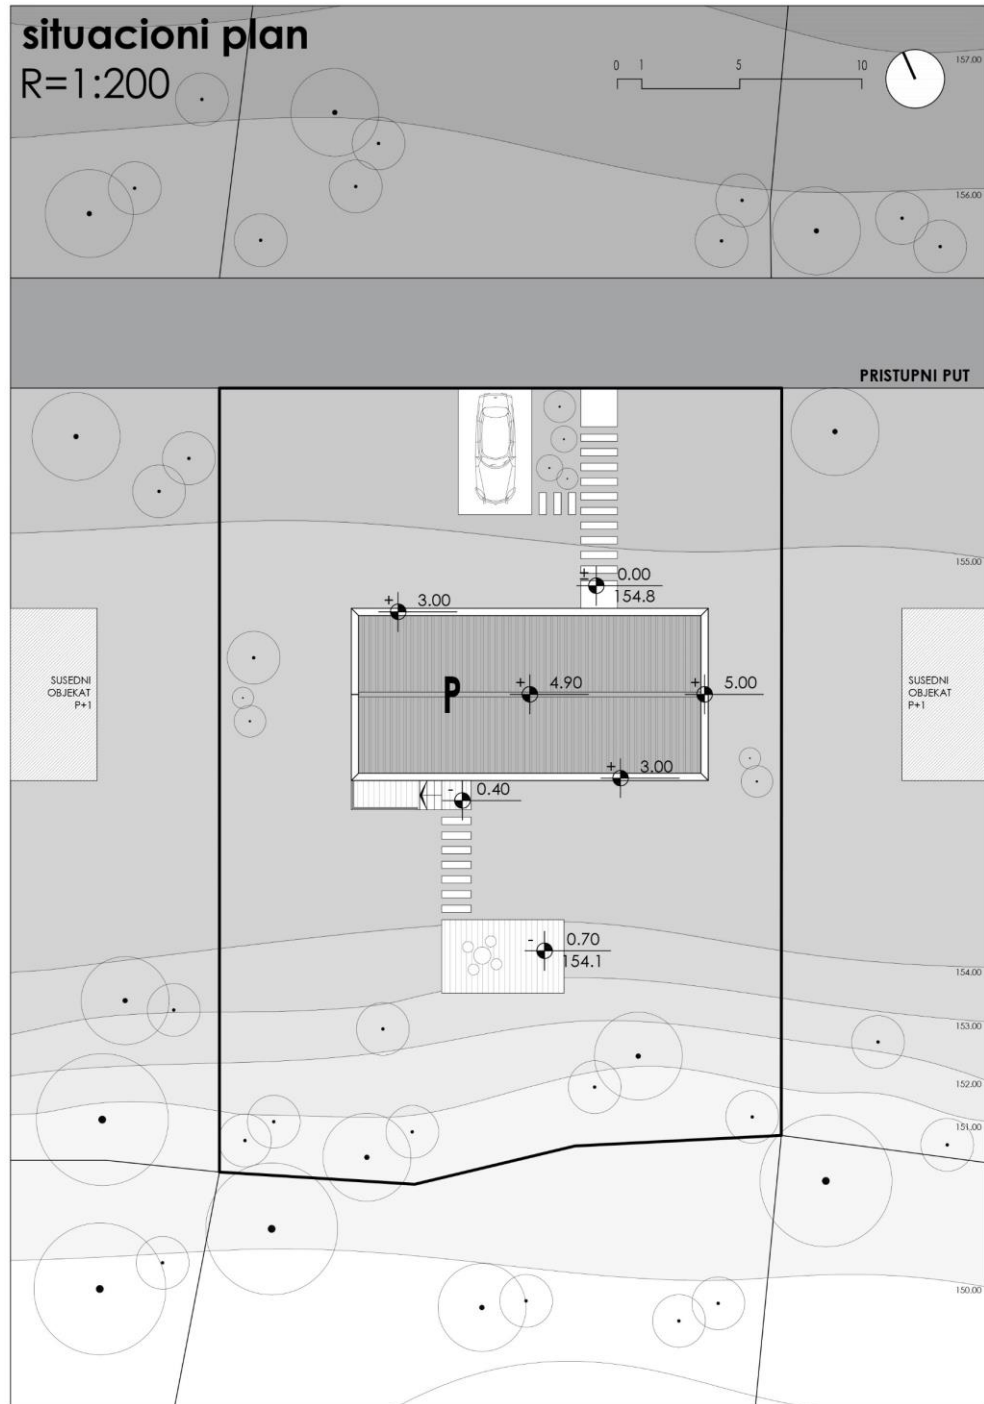 situacioni plan
R=1:200
0 1 5 10
157.00
156.00
PRISTUPNI PUT
155.00
± 0.00
154.8
+ 3.00
SUSEDNI
OBJEKAT
P+1
P
+ 4.90
+ 5.00
SUSEDNI
OBJEKAT
P+1
+ 3.00
- 0.40
- 0.70
154.1
154.00
153.00
152.00
151.00
150.00